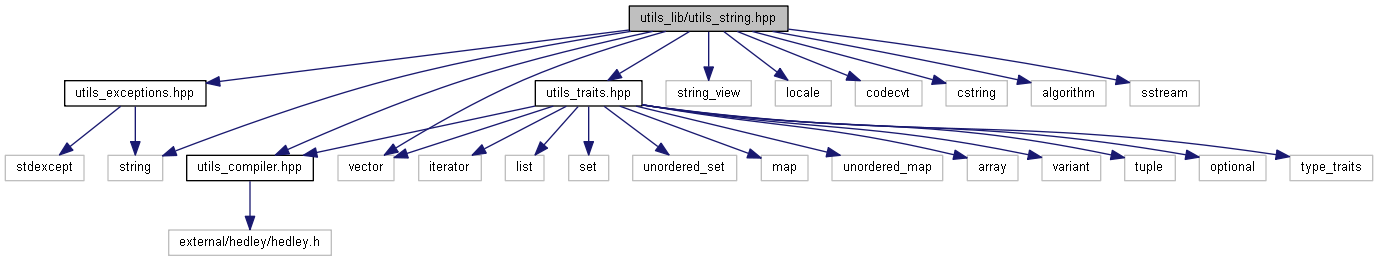 utils_lib/utils_string.hpp
utils_exceptions.hpp
utils_traits.hpp
string_view
locale
codecvt
cstring
algorithm
sstream
stdexcept
string
utils_compiler.hpp
vector
iterator
list
set
unordered_set
map
unordered_map
array
variant
tuple
optional
type_traits
external/hedley/hedley.h